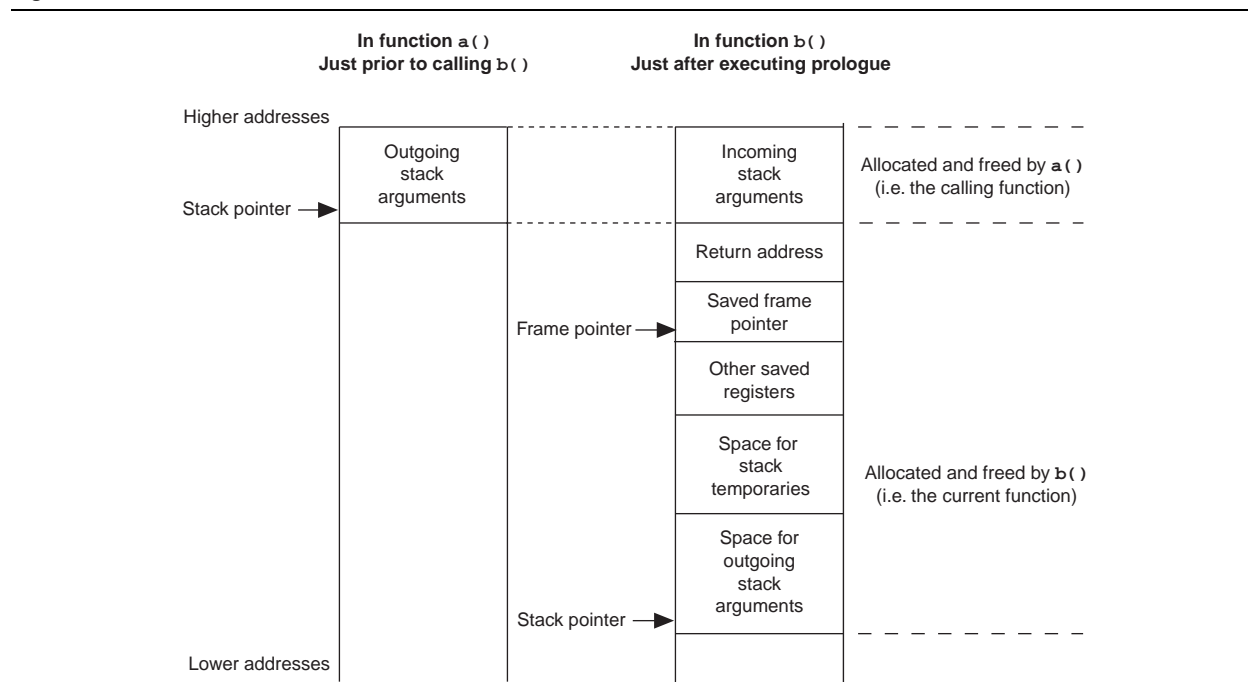 In function a()
Just prior to calling b()
In function b()
Just after executing prologue
Higher addresses
Outgoing
stack
arguments
Incoming
stack
arguments
Allocated and freed by a()
(i.e. the calling function)
Stack pointer
Return address
Saved frame
pointer
Frame pointer
Other saved
registers
Space for
stack
temporaries
Allocated and freed by b()
(i.e. the current function)
Space for
outgoing
stack
arguments
Stack pointer
Lower addresses